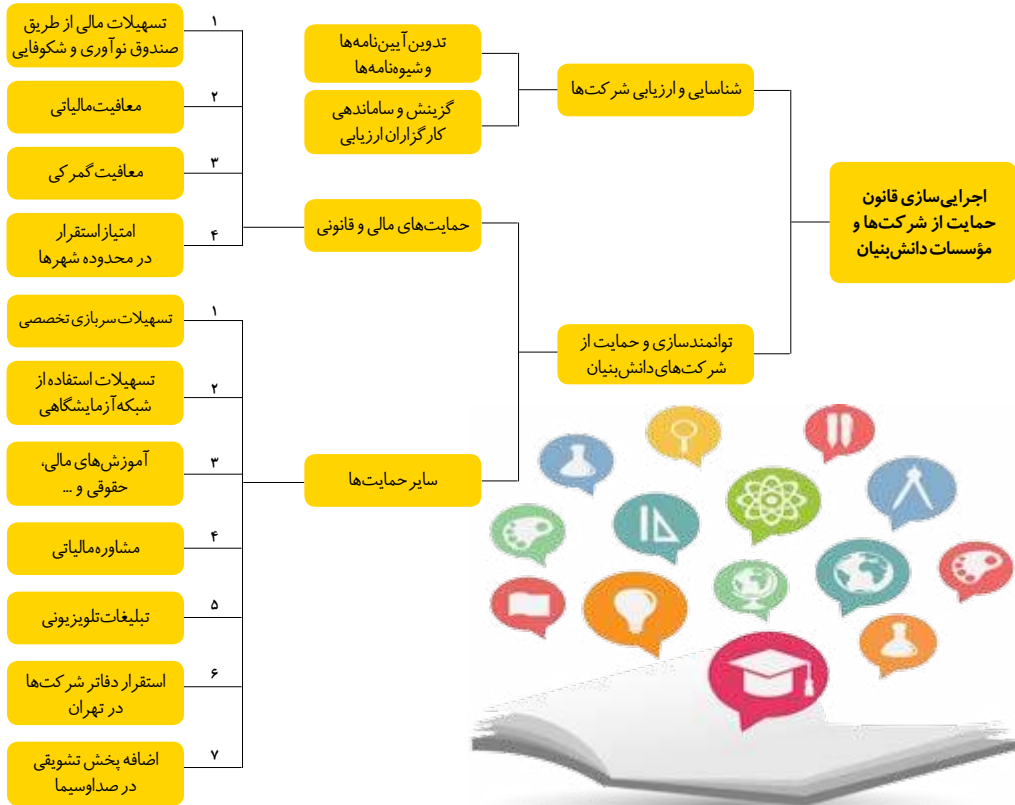 اجرایی‌سازی قانون
حمایت از شرکت‌ها و
مؤسسات دانش‌بنیان
شناسایی و ارزیابی شرکت‌ها
تدوین آیین‌نامه‌ها
و شیوه‌نامه‌ها
گزینش و ساماندهی
کارگزاران ارزیابی
توانمندسازی و حمایت از
شرکت‌های دانش‌بنیان
حمایت‌های مالی و قانونی
۱
تسهیلات مالی از طریق
صندوق نوآوری و شکوفایی
۲
معافیت مالیاتی
۳
معافیت گمرکی
۴
امتیاز استقرار
در محدوده شهرها
سایر حمایت‌ها
۱
تسهیلات سربازی تخصصی
۲
تسهیلات استفاده از
شبکه آزمایشگاهی
۳
آموزش‌های مالی،
حقوقی و ...
۴
مشاوره مالیاتی
۵
تبلیغات تلویزیونی
۶
استقرار دفاتر شرکت‌ها
در تهران
۷
اضافه پخش تشویقی
در صداوسیما